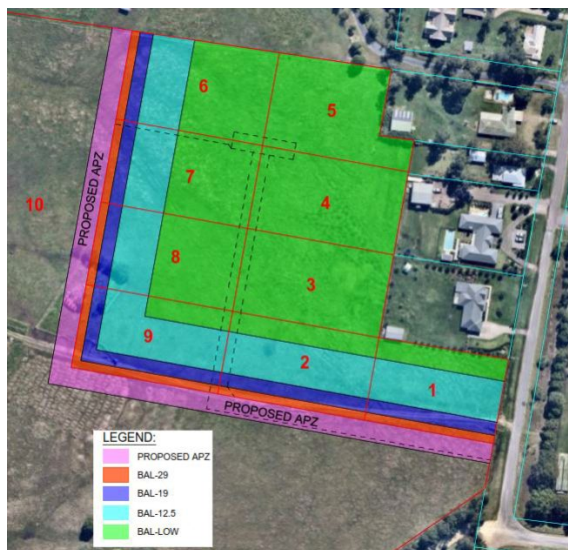 6
5
7
4
10
PROPOSED APZ
8
3
9
2
1
PROPOSED APZ
LEGEND:
PROPOSED APZ
BAL-29
BAL-19
BAL-12.5
BAL-LOW